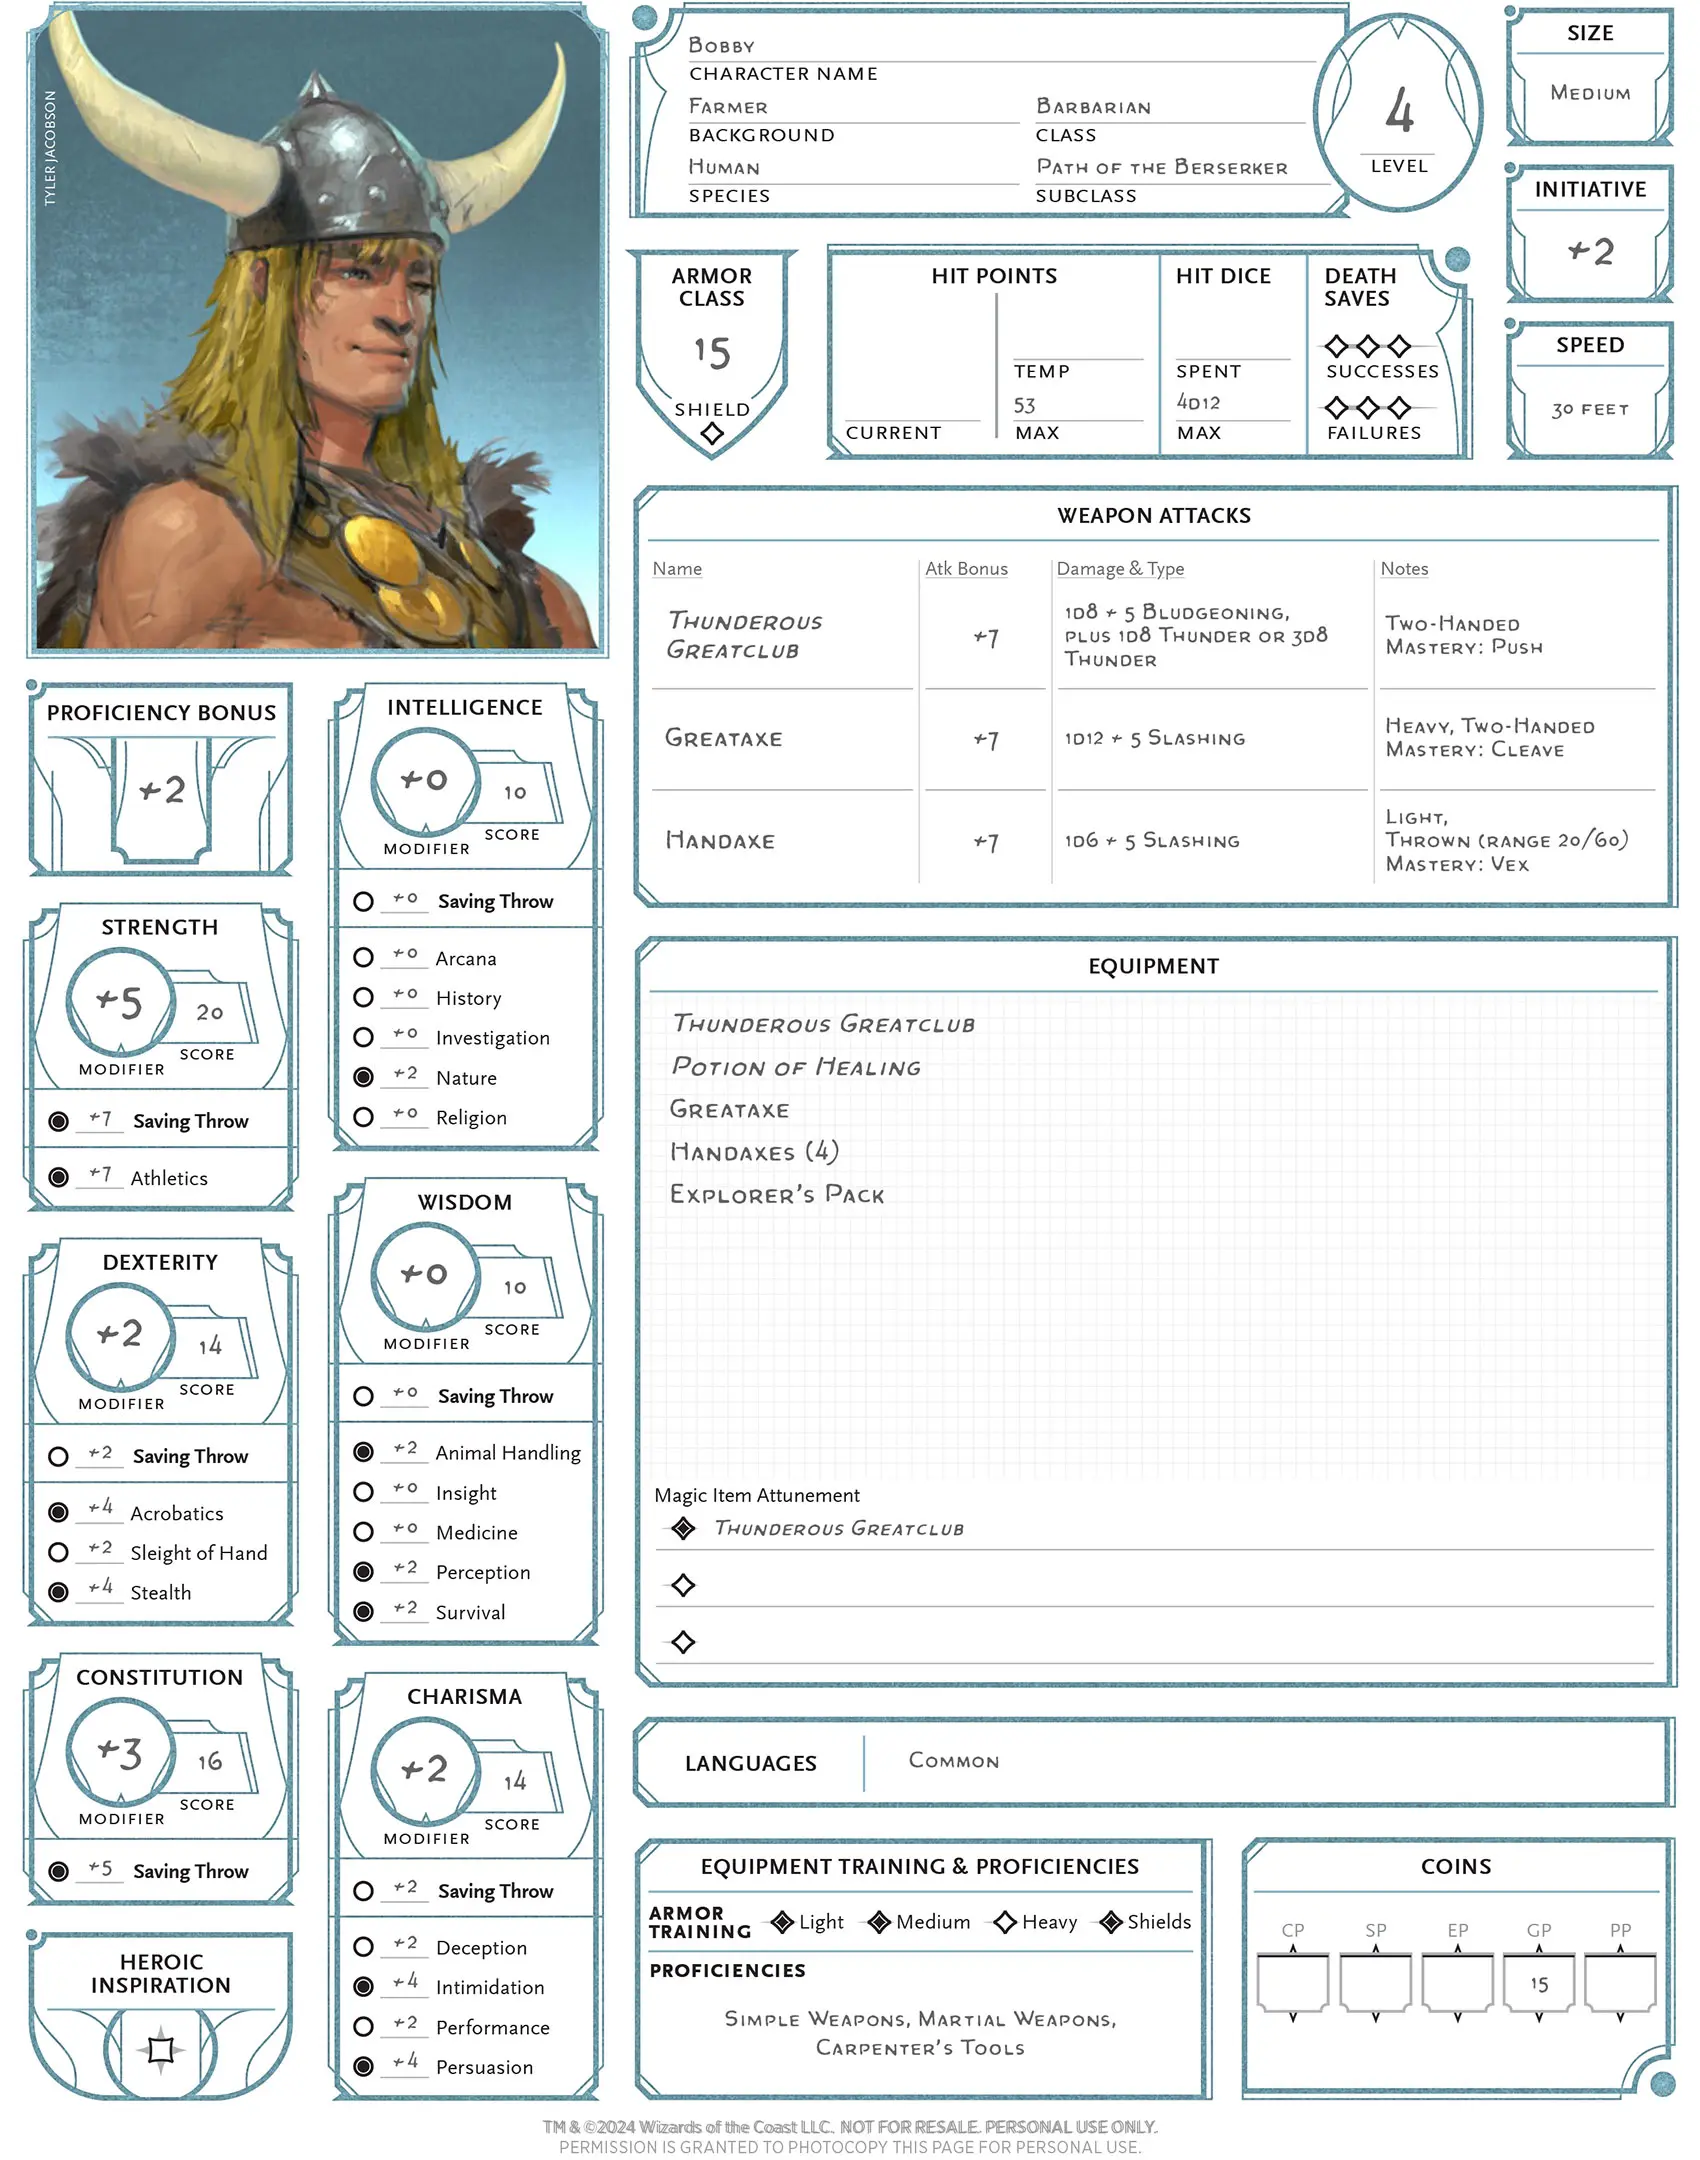 TYLER JACOBSON
Bobby
CHARACTER NAME
Farmer
BACKGROUND
Barbarian
CLASS
Human
SPECIES
Path of the Berserker
SUBCLASS
4
LEVEL
SIZE
Medium
INITIATIVE
+2
SPEED
30 feet
ARMOR
CLASS
15
SHIELD
HIT POINTS
CURRENT
TEMP
53
MAX
HIT DICE
SPENT
4d12
MAX
DEATH
SAVES
SUCCESSES
FAILURES
WEAPON ATTACKS
Name Atk Bonus Damage & Type Notes
Thunderous
Greatclub
+7
1d8 + 5 Bludgeoning,
plus 1d8 Thunder or 3d8
Thunder
Two-Handed
Mastery: Push
Greataxe
+7
1d12 + 5 Slashing
Heavy, Two-Handed
Mastery: Cleave
Handaxe
+7
1d6 + 5 Slashing
Light,
Thrown (range 20/60)
Mastery: Vex
PROFICIENCY BONUS
+2
STRENGTH
+5
20
SCORE
MODIFIER
+7 Saving Throw
+7 Athletics
DEXTERITY
+2
14
SCORE
MODIFIER
+2 Saving Throw
+4 Acrobatics
+2 Sleight of Hand
+4 Stealth
CONSTITUTION
+3
16
SCORE
MODIFIER
+5 Saving Throw
HEROIC
INSPIRATION
INTELLIGENCE
+0
10
SCORE
MODIFIER
+0 Saving Throw
+0 Arcana
+0 History
+0 Investigation
+2 Nature
+0 Religion
WISDOM
+0
10
SCORE
MODIFIER
+0 Saving Throw
+2 Animal Handling
+0 Insight
+0 Medicine
+2 Perception
+2 Survival
CHARISMA
+2
14
SCORE
MODIFIER
+2 Saving Throw
+2 Deception
+4 Intimidation
+2 Performance
+4 Persuasion
EQUIPMENT
Thunderous Greatclub
Potion of Healing
Greataxe
Handaxes (4)
Explorer's Pack
Magic Item Attunement
Thunderous Greatclub
LANGUAGES
Common
EQUIPMENT TRAINING & PROFICIENCIES
ARMOR
TRAINING
Light Medium Heavy Shields
PROFICIENCIES
Simple Weapons, Martial Weapons,
Carpenter's Tools
COINS
CP SP EP GP PP
15
TM & ©2024 Wizards of the Coast LLC. NOT FOR RESALE. PERSONAL USE ONLY.
PERMISSION IS GRANTED TO PHOTOCOPY THIS PAGE FOR PERSONAL USE.